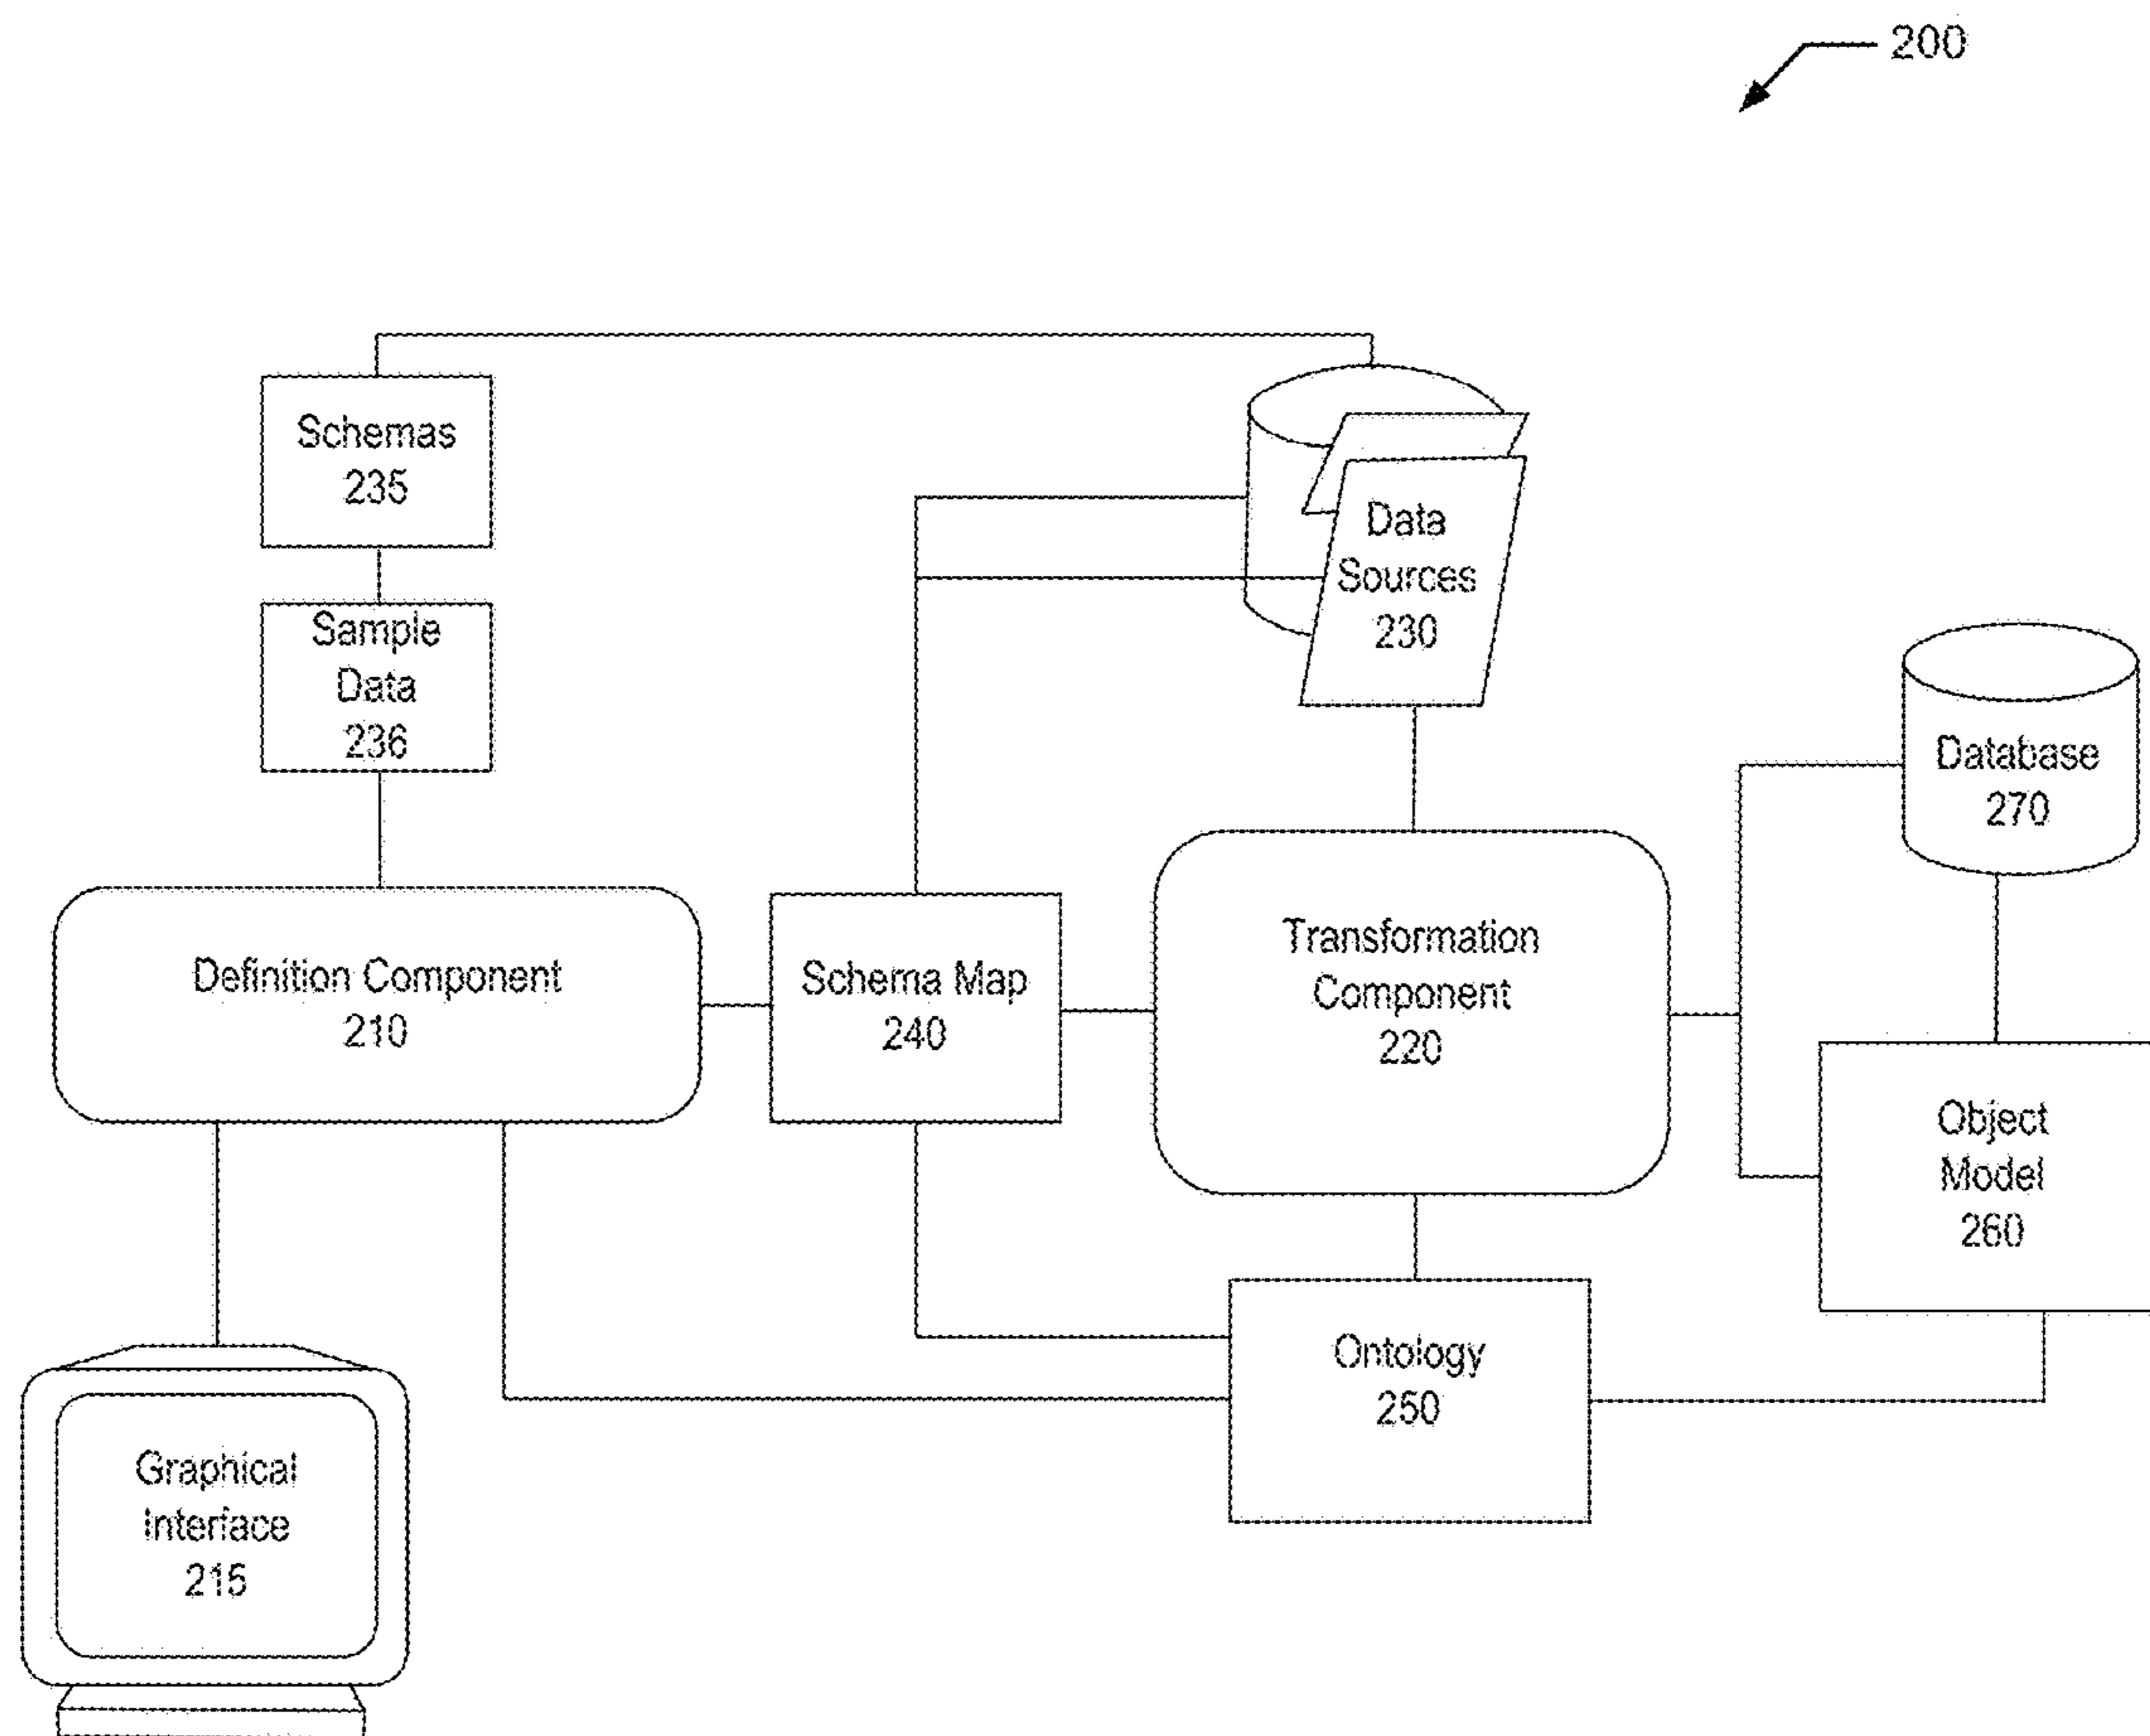 200
Schemas
235
Data
Sources
230
Sample
Data
236
Database
270
Definition Component
210
Schema Map
240
Transformation
Component
220
Object
Model
260
Ontology
250
Graphical
Interface
215